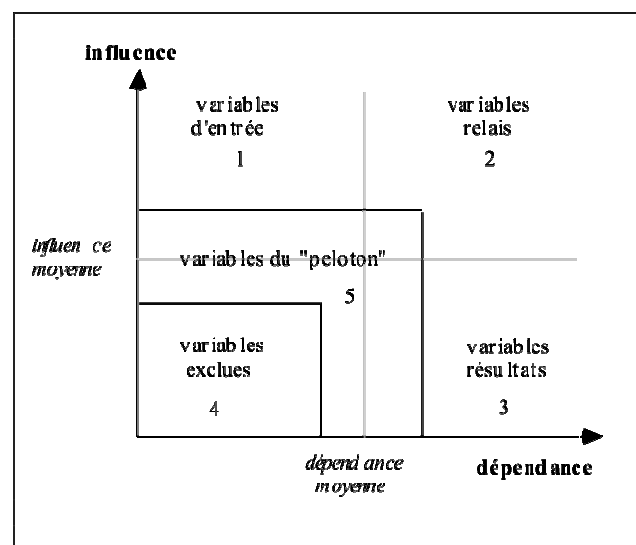 influence
variables
d'entrée
1
variables
relais
2
influence
moyenne
variables du "peloton"
5
variables
exclues
4
variables
résultats
3
dépendance
moyenne
dépendance